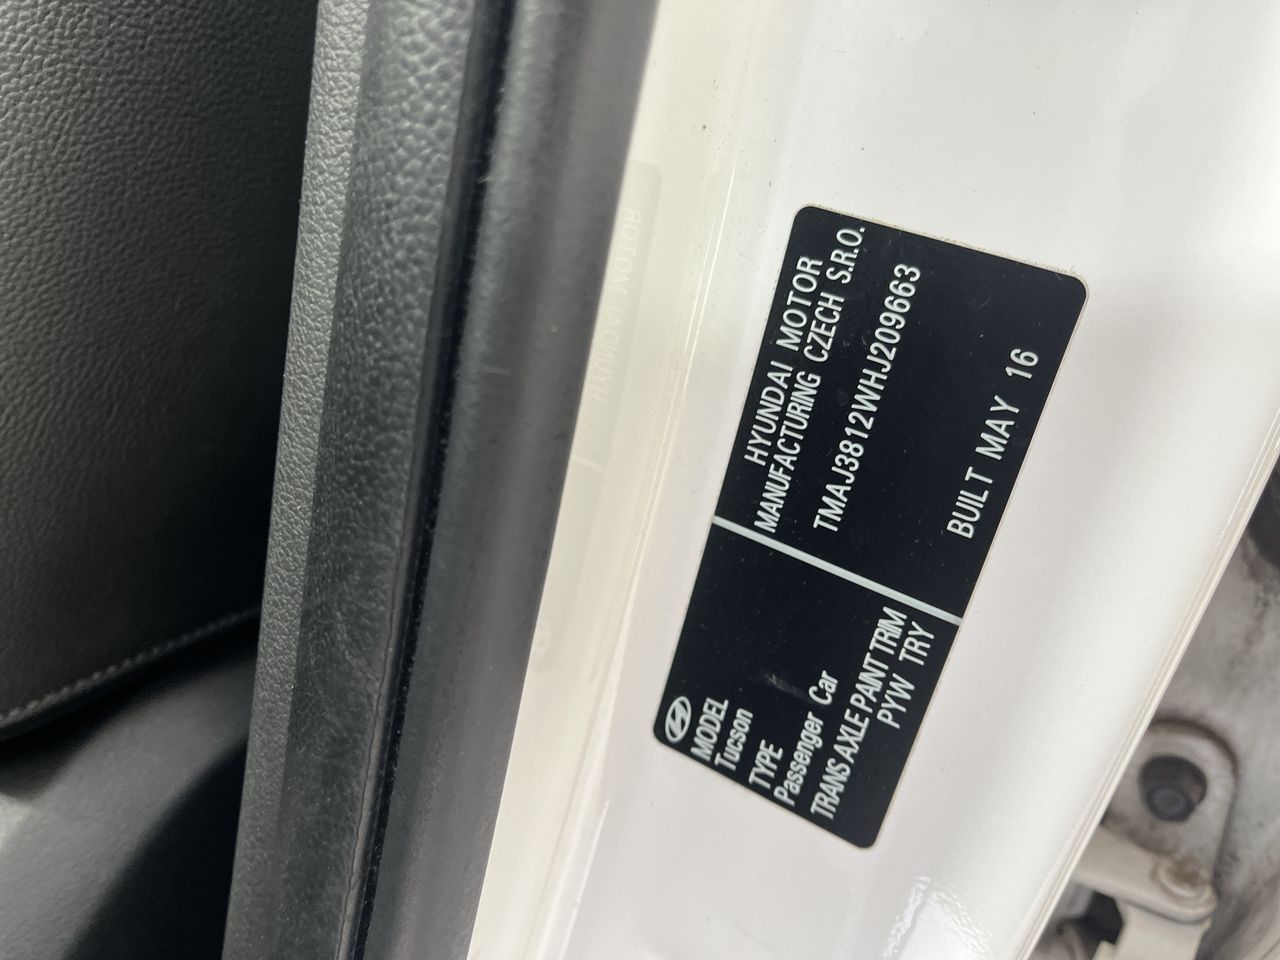 MODEL
Tucson
TYPE
Passenger Car
TRANS AXLE PAINT TRIM
PYW TRY
HYUNDAI MOTOR
MANUFACTURING CZECH S.R.O.
TMAJ3812WHJ209663
BUILT MAY 16